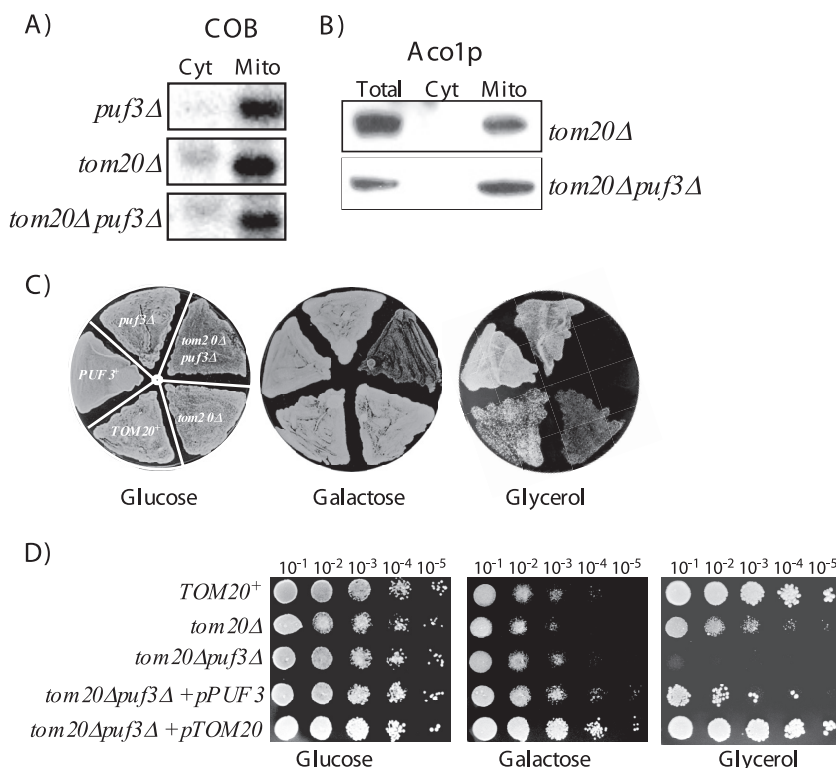 A)
COB
Cyt Mito
puf3Δ
tom20Δ
tom20Δpuf3Δ
B)
Aco1p
Total Cyt Mito
tom20Δ
tom20Δpuf3Δ
C)
puf3Δ
tom20Δ
puf3Δ
PUF3+
TOM20+
tom20Δ
Glucose
Galactose
Glycerol
D)
10-1 10-2 10-3 10-4 10-5
10-1 10-2 10-3 10-4 10-5
10-1 10-2 10-3 10-4 10-5
TOM20+
tom20Δ
tom20Δpuf3Δ
tom20Δpuf3Δ +pPUF3
tom20Δpuf3Δ +pTOM20
Glucose
Galactose
Glycerol